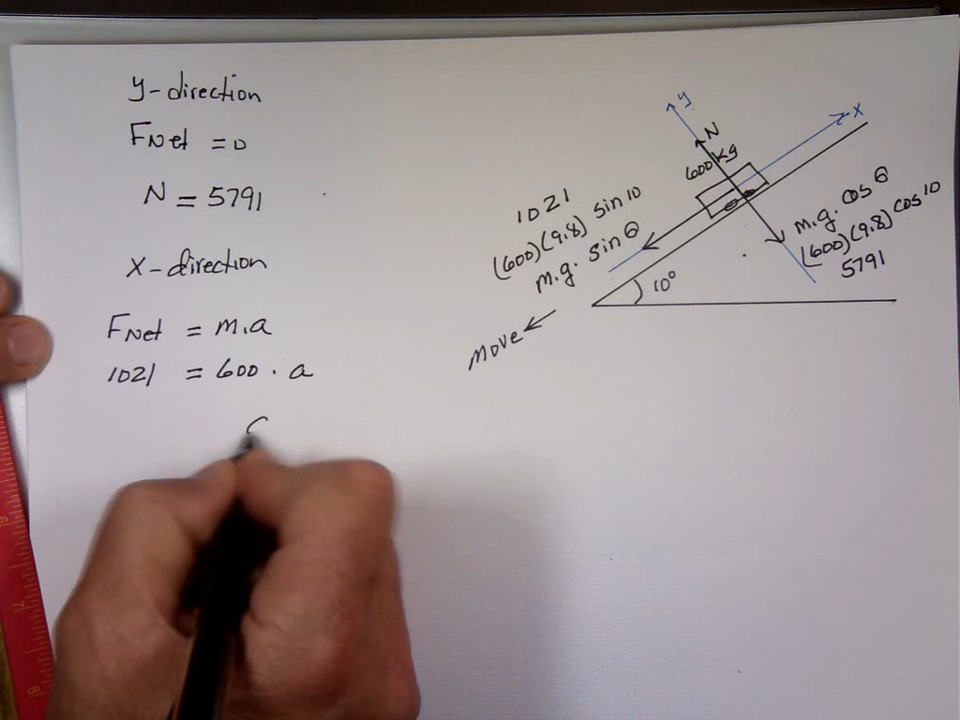 y-direction
FNet = 0
N = 5791
X-direction
FNet = m.a
1021 = 600 . a
y
X
N
600 kg
1021
(600)(9.8) sin 10
m.g. sin θ
m.g. cos θ
(600)(9.8) cos 10
5791
10°
move